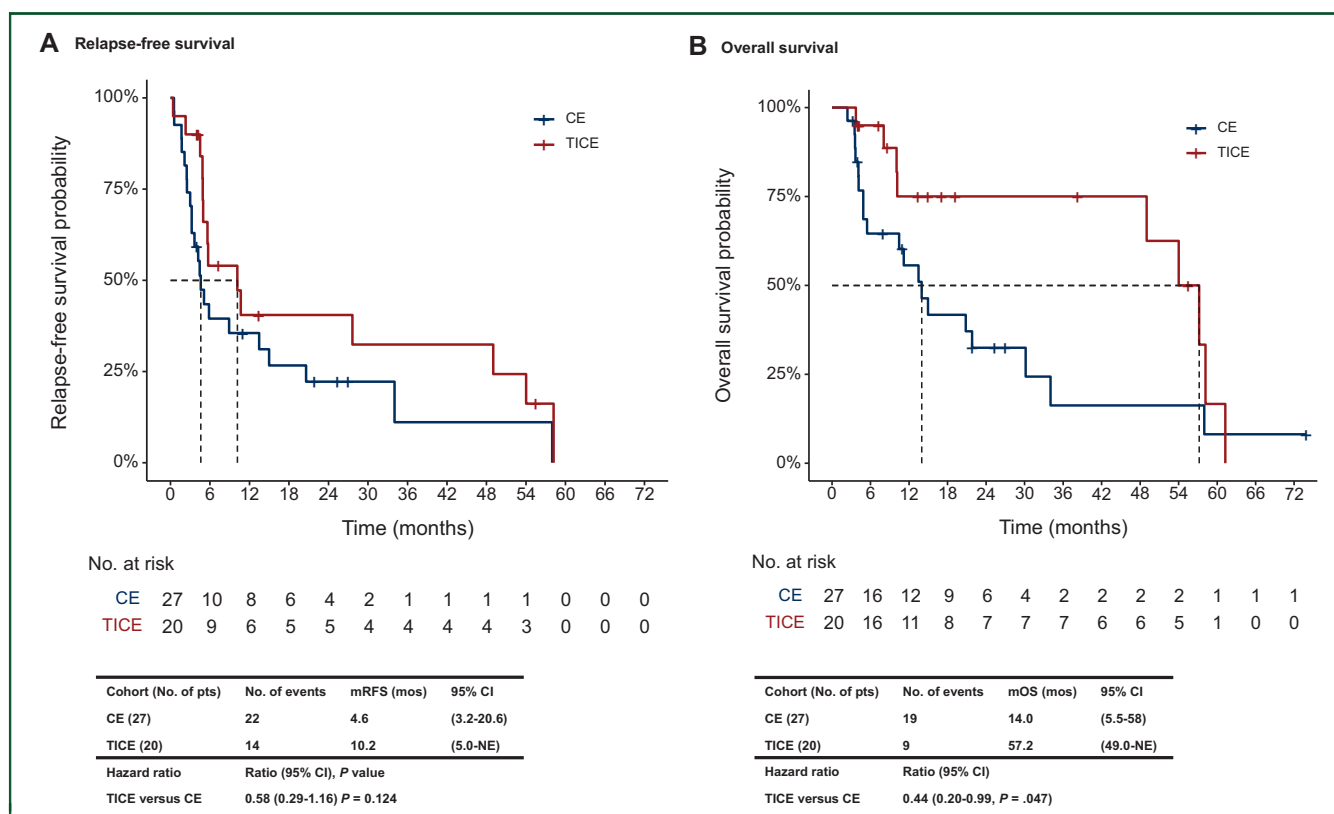 A Relapse-free survival
Relapse-free survival probability
100%
75%
50%
25%
0%
CE
TICE
0 6 12 18 24 30 36 42 48 54 60 66 72
Time (months)
No. at risk
CE 27 10 8 6 4 2 1 1 1 1 0 0 0
TICE 20 9 6 5 5 4 4 4 4 3 0 0 0
Cohort (No. of pts) No. of events mRFS (mos) 95% CI
CE (27) 22 4.6 (3.2-20.6)
TICE (20) 14 10.2 (5.0-NE)
Hazard ratio Ratio (95% CI), P value
TICE versus CE 0.58 (0.29-1.16) P = 0.124
B Overall survival
Overall survival probability
100%
75%
50%
25%
0%
CE
TICE
0 6 12 18 24 30 36 42 48 54 60 66 72
Time (months)
No. at risk
CE 27 16 12 9 6 4 2 2 2 2 1 1 1
TICE 20 16 11 8 7 7 7 6 6 5 1 0 0
Cohort (No. of pts) No. of events mOS (mos) 95% CI
CE (27) 19 14.0 (5.5-58)
TICE (20) 9 57.2 (49.0-NE)
Hazard ratio Ratio (95% CI)
TICE versus CE 0.44 (0.20-0.99, P = .047)